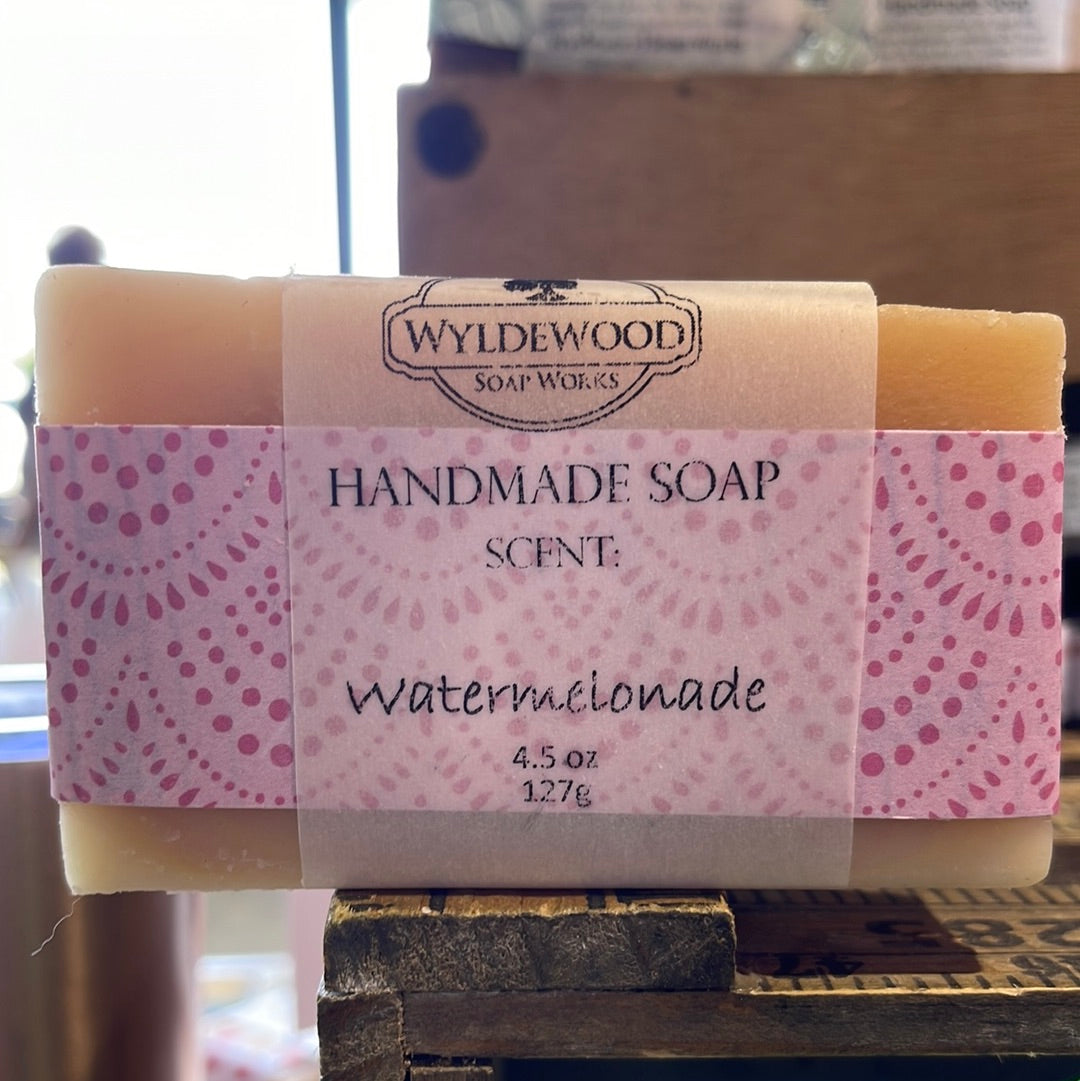 WYLDEWOOD
SOAP WORKS
HANDMADE SOAP
SCENT:
Watermelonade
4.5 oz
127g